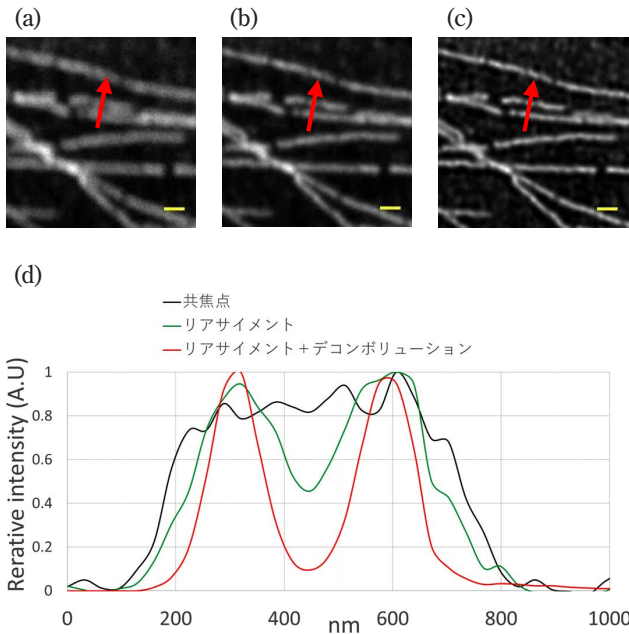 (a) (b) (c)
(d)
共焦点
リアサイメント
リアサイメント+デコンボリューション
Rerative intensity (A.U)
1
0.8
0.6
0.4
0.2
0
0 200 400 600 800 1000
nm